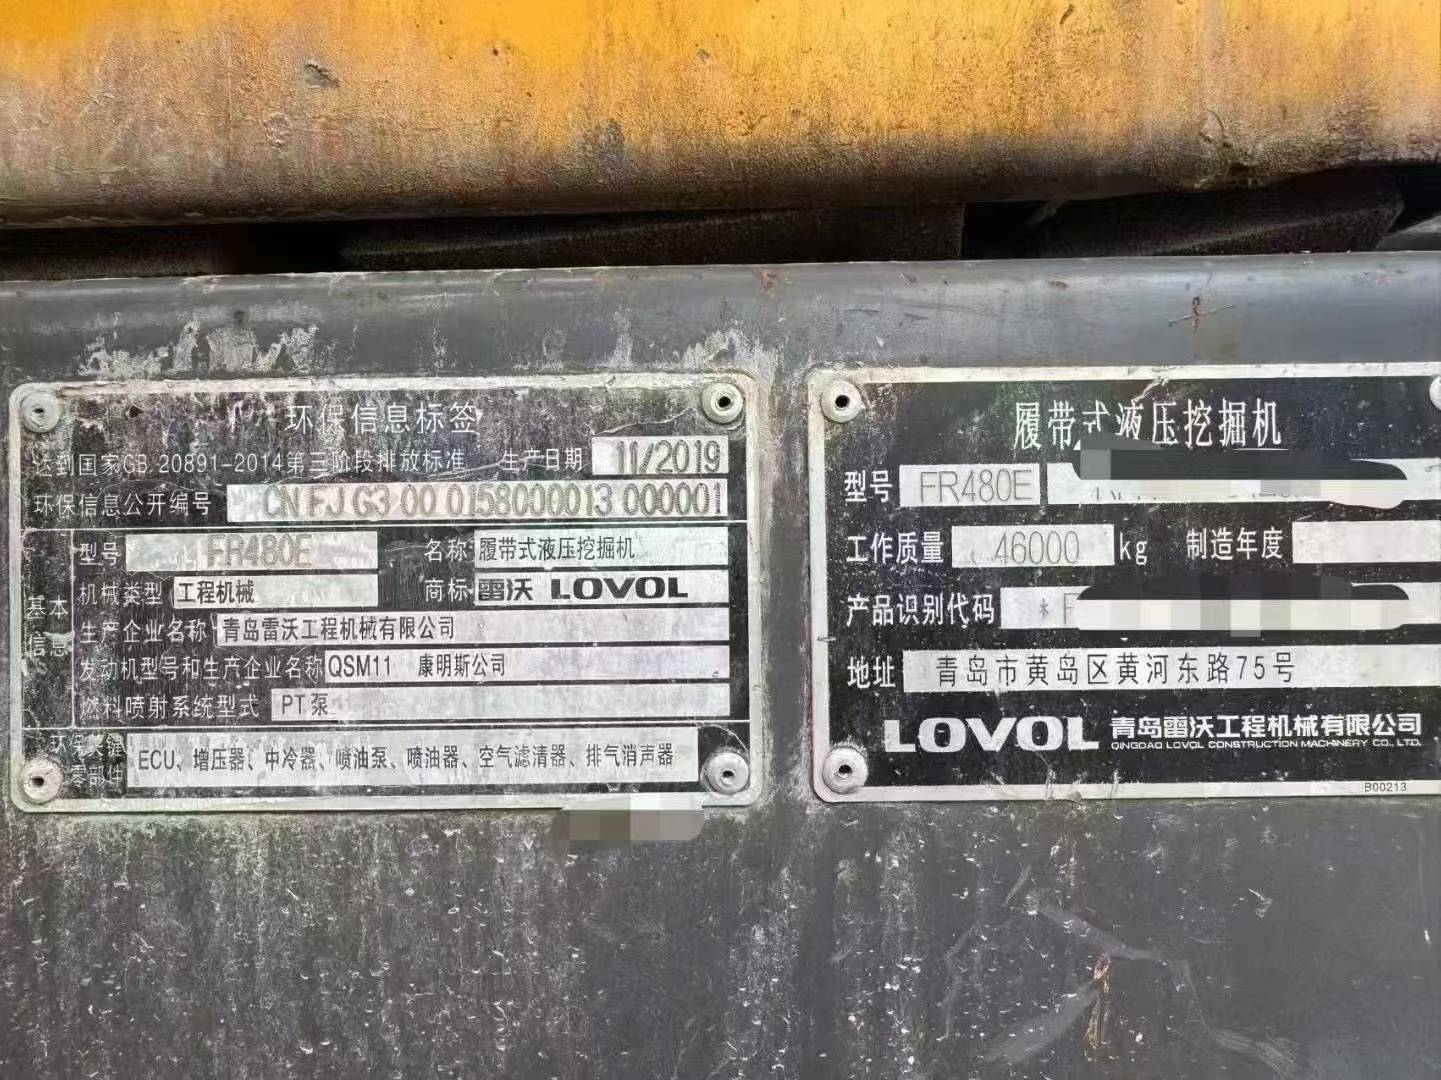 环保信息标签
达到国家GB 20891-2014第三阶段排放标准 生产日期 11/2019
环保信息公开编号 CN FJ G3 00 0158000013 000001
基本信息
型号 FR480E 名称 履带式液压挖掘机
机械类型 工程机械 商标 雷沃 LOVOL
生产企业名称 青岛雷沃工程机械有限公司
发动机型号和生产企业名称 QSM11 康明斯公司
燃料喷射系统型式 PT泵
环保关键零部件 ECU、增压器、中冷器、喷油泵、喷油器、空气滤清器、排气消声器
履带式液压挖掘机
型号 FR480E
工作质量 46000 kg 制造年度
产品识别代码 *F
地址 青岛市黄岛区黄河东路75号
LOVOL 青岛雷沃工程机械有限公司
QINGDAO LOVOL CONSTRUCTION MACHINERY CO., LTD.
B00213